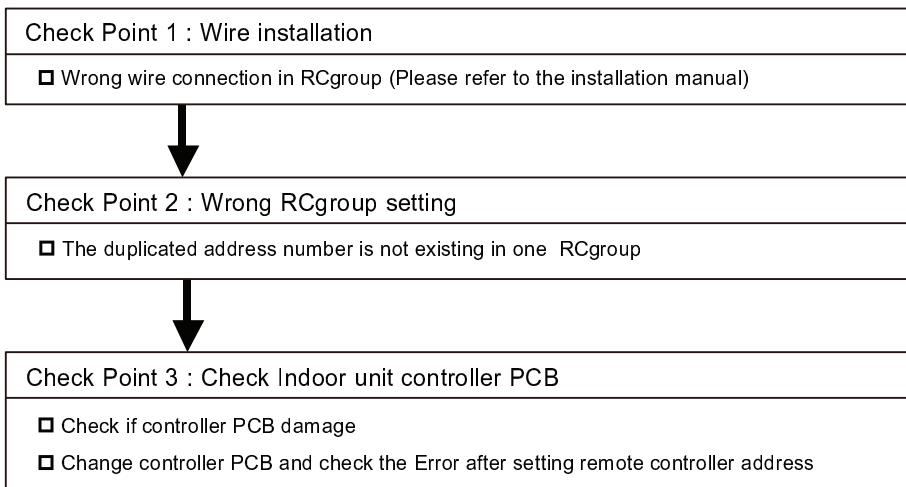 Check Point 1 : Wire installation
Wrong wire connection in RCgroup (Please refer to the installation manual)
Check Point 2 : Wrong RCgroup setting
The duplicated address number is not existing in one RCgroup
Check Point 3 : Check Indoor unit controller PCB
Check if controller PCB damage
Change controller PCB and check the Error after setting remote controller address